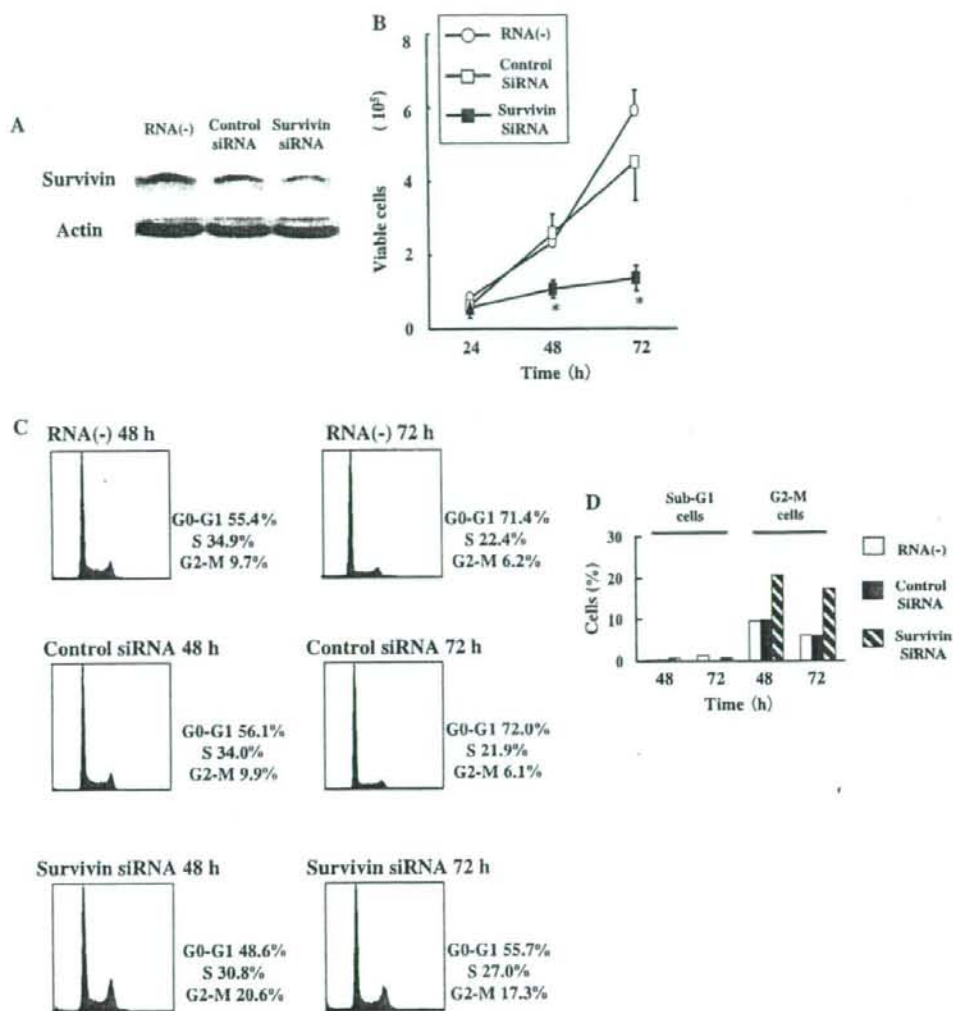 A
RNA(-)
Control
siRNA
Survivin
siRNA
Survivin
Actin
B
RNA(-)
Control
SiRNA
Survivin
SiRNA
8
6
4
2
0
Viable cells (10⁵)
24 48 72
Time (h)
*
*
C
RNA(-) 48 h
G0-G1 55.4%
S 34.9%
G2-M 9.7%
RNA(-) 72 h
G0-G1 71.4%
S 22.4%
G2-M 6.2%
Control siRNA 48 h
G0-G1 56.1%
S 34.0%
G2-M 9.9%
Control siRNA 72 h
G0-G1 72.0%
S 21.9%
G2-M 6.1%
Survivin siRNA 48 h
G0-G1 48.6%
S 30.8%
G2-M 20.6%
Survivin siRNA 72 h
G0-G1 55.7%
S 27.0%
G2-M 17.3%
D
Sub-G1
cells
G2-M
cells
30
20
10
0
Cells (%)
48 72 48 72
Time (h)
RNA(-)
Control
SiRNA
Survivin
SiRNA